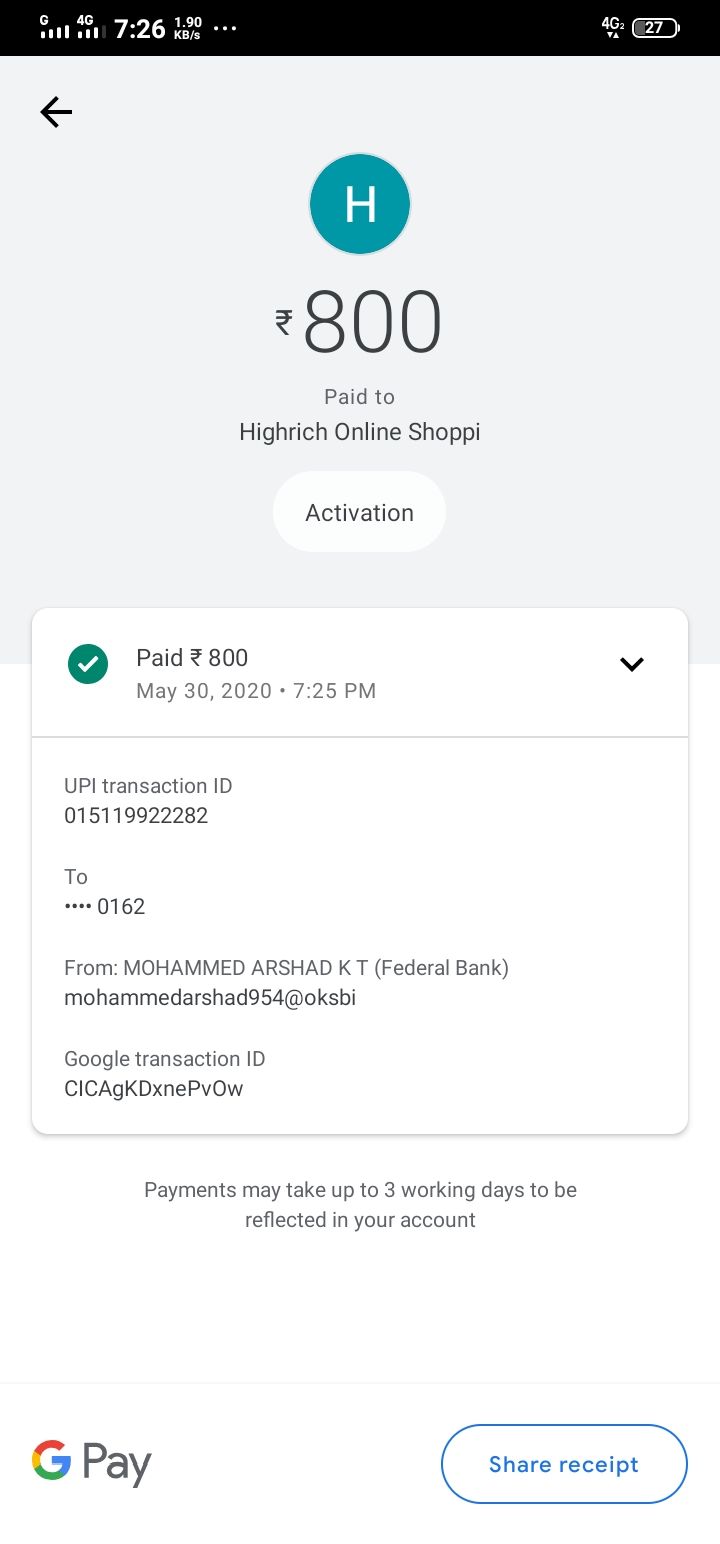 G 4G 7:26 1.90 KB/s ... 4G2 27
H
₹800
Paid to
Highrich Online Shoppi
Activation
Paid ₹ 800
May 30, 2020 • 7:25 PM
UPI transaction ID
015119922282
To
•••• 0162
From: MOHAMMED ARSHAD K T (Federal Bank)
mohammedarshad954@oksbi
Google transaction ID
CICAgKDxnePvOw
Payments may take up to 3 working days to be
reflected in your account
G Pay
Share receipt